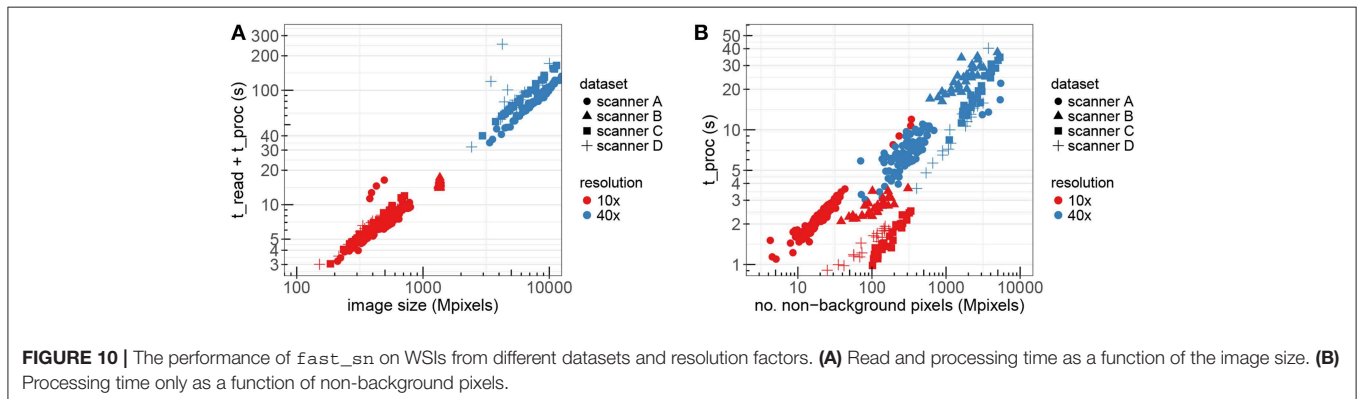 A
t_read + t_proc (s)
300
200
100
40
30
20
10
5
4
3
100
1000
10000
image size (Mpixels)
dataset
scanner A
scanner B
scanner C
scanner D
resolution
10x
40x
B
t_proc (s)
50
40
30
20
10
5
4
3
2
1
10
100
1000
10000
no. non−background pixels (Mpixels)
dataset
scanner A
scanner B
scanner C
scanner D
resolution
10x
40x
FIGURE 10 | The performance of fast_sn on WSIs from different datasets and resolution factors. (A) Read and processing time as a function of the image size. (B)
Processing time only as a function of non-background pixels.